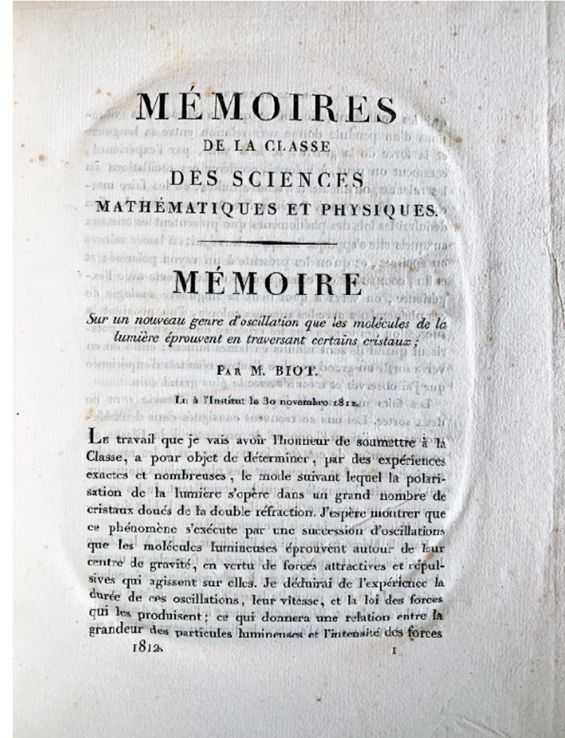 MÉMOIRES
DE LA CLASSE
DES SCIENCES
MATHÉMATIQUES ET PHYSIQUES.
MÉMOIRE
Sur un nouveau genre d'oscillation que les molécules de la
lumière éprouvent en traversant certains cristaux ;
PAR M. BIOT.
Lu à l'Institut le 30 novembre 1812.
LE travail que je vais avoir l'honneur de soumettre à la
Classe, a pour objet de déterminer, par des expériences
exactes et nombreuses, le mode suivant lequel la polari-
sation de la lumière s'opère dans un grand nombre de
cristaux doués de la double réfraction. J'espère montrer que
ce phénomène s'exécute par une succession d'oscillations
que les molécules lumineuses éprouvent autour de leur
centre de gravité, en vertu de forces attractives et répul-
sives qui agissent sur elles. Je déduirai de l'expérience la
durée de ces oscillations, leur vîtesse, et la loi des forces
qui les produisent; ce qui donnera une relation entre la
grandeur des particules lumineuses et l'intensité des forces
1812. 1